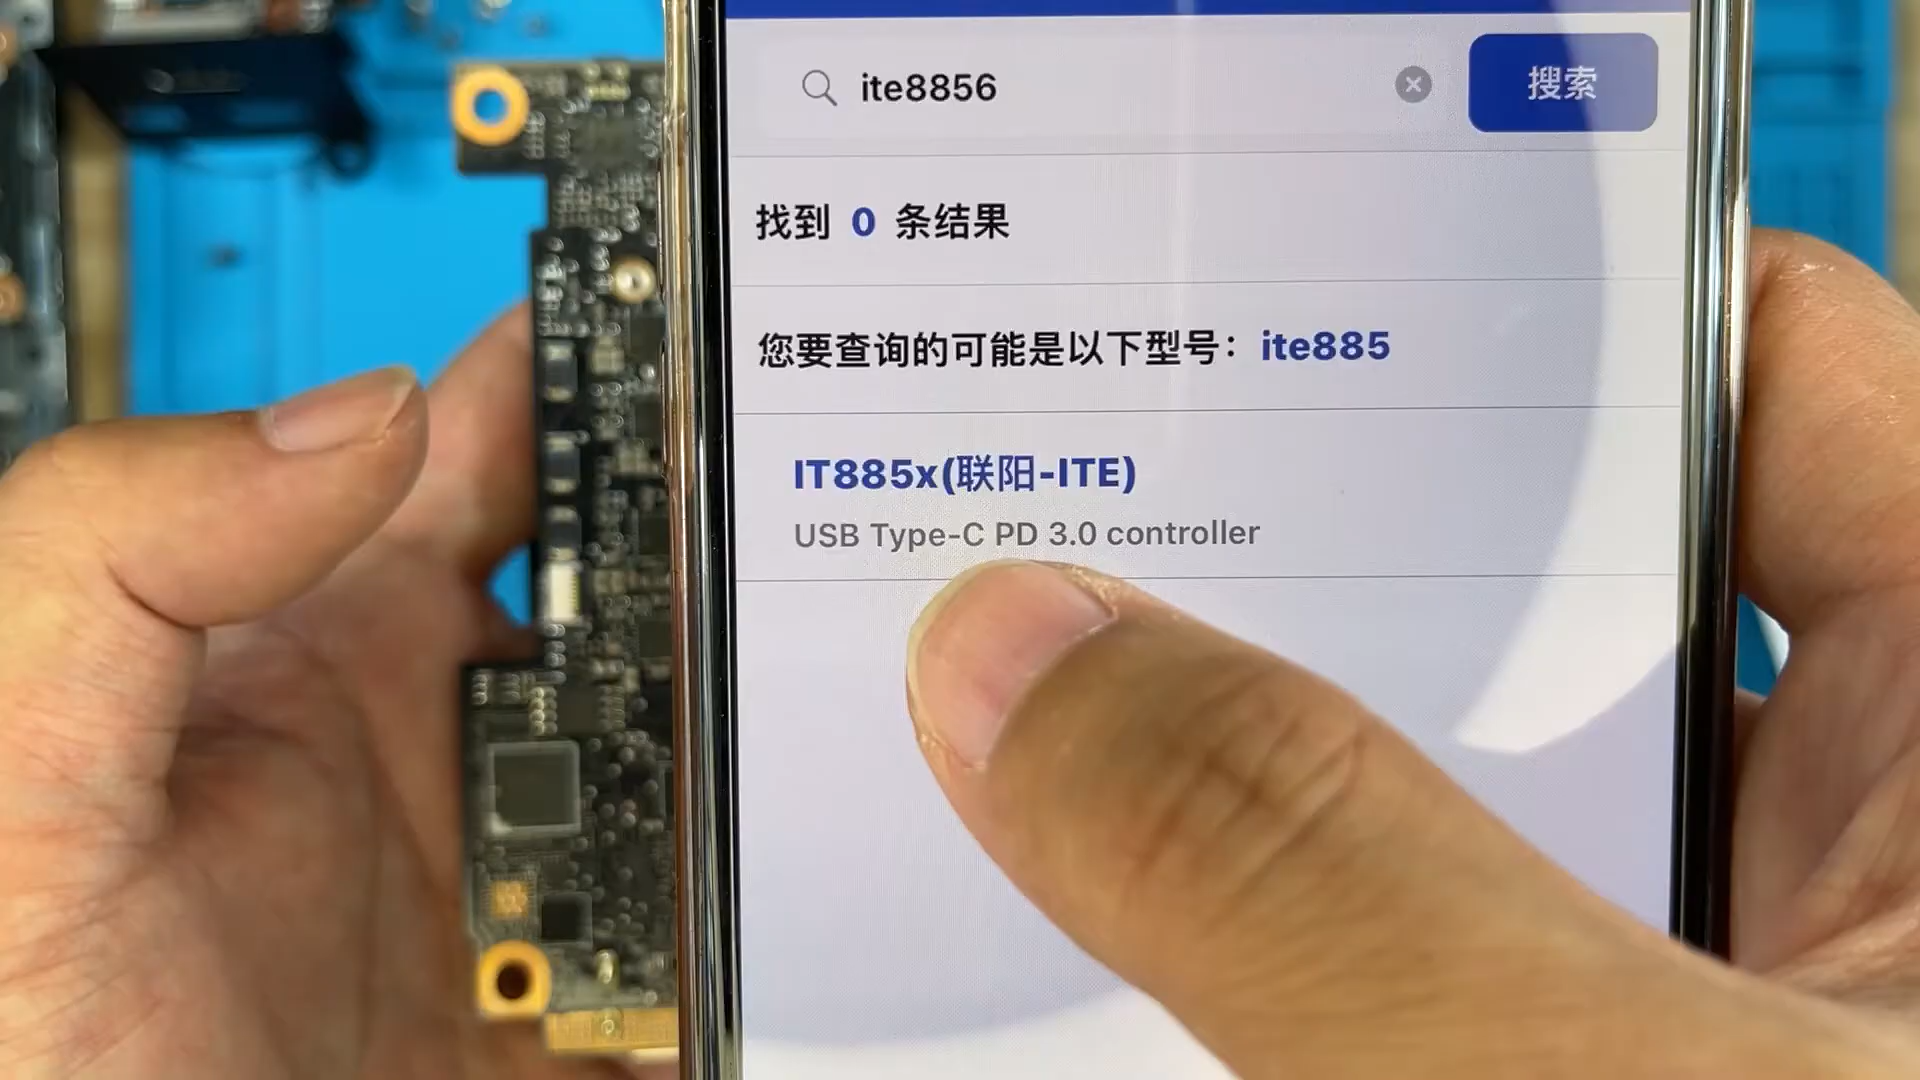 ite8856
搜索
找到 0 条结果
您要查询的可能是以下型号：ite885
IT885x(联阳-ITE)
USB Type-C PD 3.0 controller